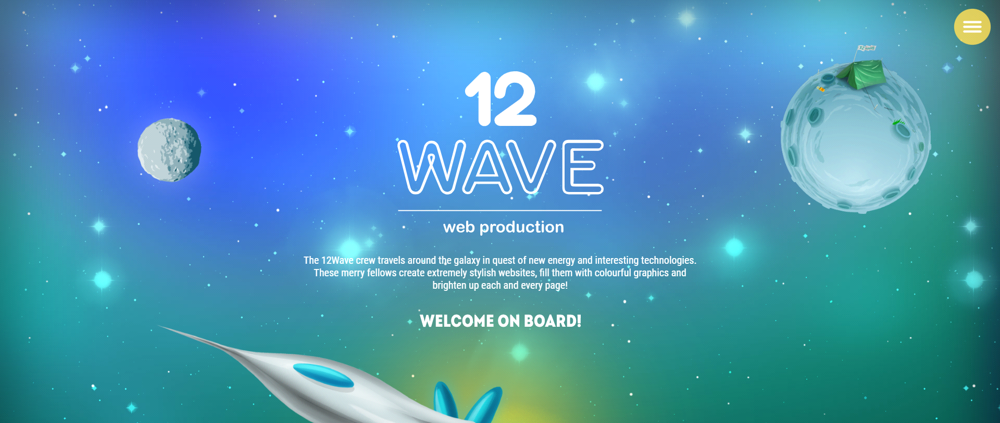 12 WAVE
12
WAVE
web production
The 12Wave crew travels around the galaxy in quest of new energy and interesting technologies.
These merry fellows create extremely stylish websites, fill them with colourful graphics and
brighten up each and every page!
WELCOME ON BOARD!